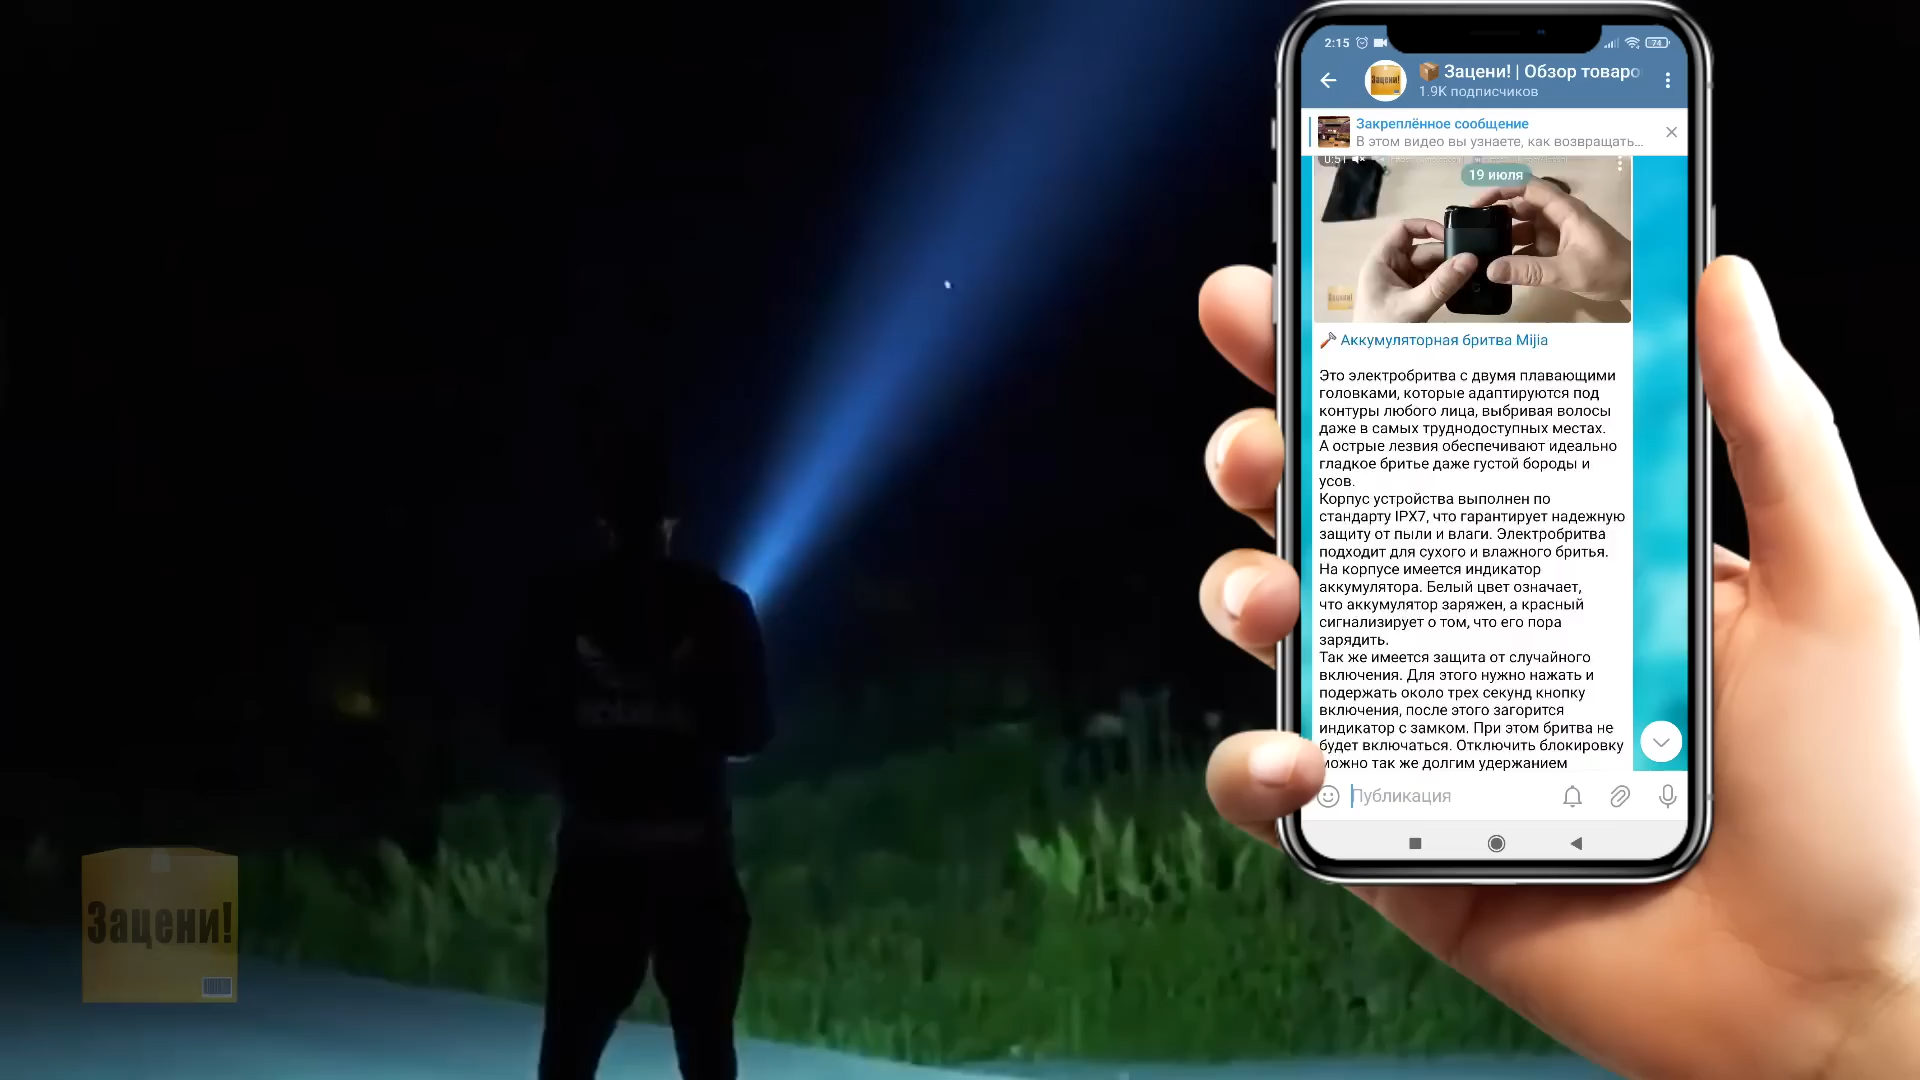 2:15
74
📦 Зацени! | Обзор товаро
1.9K подписчиков
Закреплённое сообщение
В этом видео вы узнаете, как возвращать...
0:51
19 июля
Зацени!
Аккумуляторная бритва Mijia
Это электробритва с двумя плавающими
головками, которые адаптируются под
контуры любого лица, выбривая волосы
даже в самых труднодоступных местах.
А острые лезвия обеспечивают идеально
гладкое бритье даже густой бороды и
усов.
Корпус устройства выполнен по
стандарту IPX7, что гарантирует надежную
защиту от пыли и влаги. Электробритва
подходит для сухого и влажного бритья.
На корпусе имеется индикатор
аккумулятора. Белый цвет означает,
что аккумулятор заряжен, а красный
сигнализирует о том, что его пора
зарядить.
Так же имеется защита от случайного
включения. Для этого нужно нажать и
подержать около трех секунд кнопку
включения, после этого загорится
индикатор с замком. При этом бритва не
будет включаться. Отключить блокировку
можно так же долгим удержанием
Публикация
Зацени!